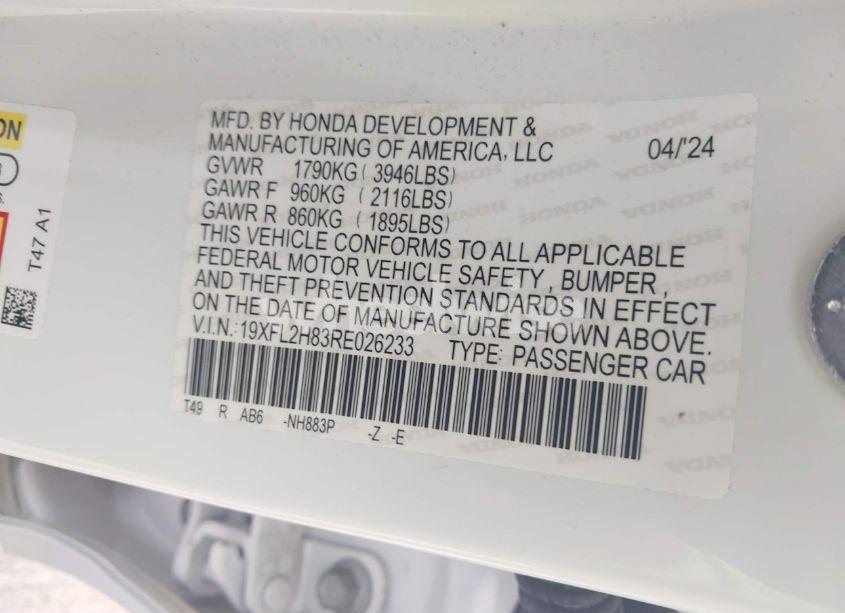 ON
S.
T47 A1
MFD. BY HONDA DEVELOPMENT &
MANUFACTURING OF AMERICA, LLC 04/'24
GVWR 1790KG ( 3946LBS)
GAWR F 960KG ( 2116LBS)
GAWR R 860KG ( 1895LBS)
THIS VEHICLE CONFORMS TO ALL APPLICABLE
FEDERAL MOTOR VEHICLE SAFETY , BUMPER ,
AND THEFT PREVENTION STANDARDS IN EFFECT
ON THE DATE OF MANUFACTURE SHOWN ABOVE.
V.I.N.:19XFL2H83RE026233 TYPE: PASSENGER CAR
T49 R AB6 -NH883P -Z -E